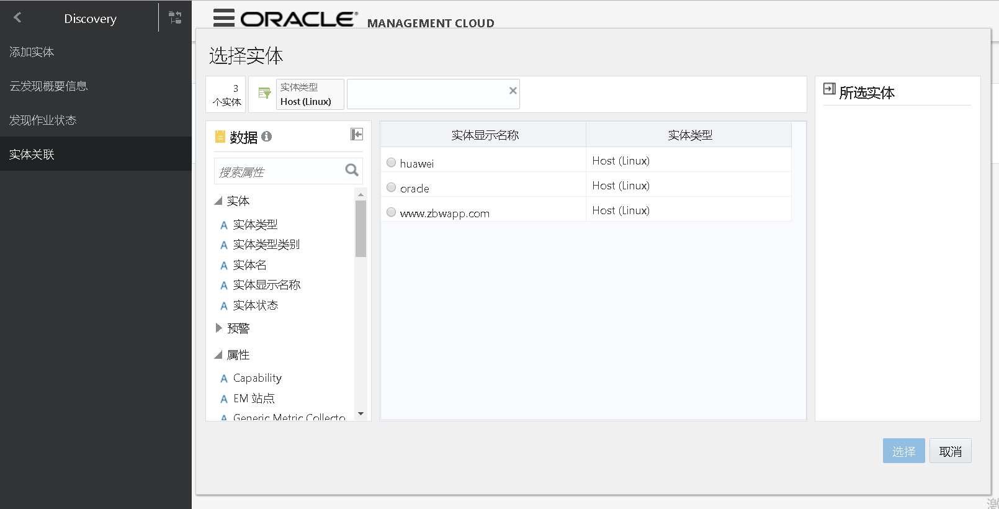 Discovery
添加实体
云发现概要信息
发现作业状态
实体关联
ORACLE® MANAGEMENT CLOUD
选择实体
3
个实体
实体类型
Host (Linux)
数据
搜索属性
实体
A 实体类型
A 实体类型类别
A 实体名
A 实体显示名称
A 实体状态
预警
属性
A Capability
A EM 站点
A Generic Metric Collecto
实体显示名称 实体类型
huawei Host (Linux)
oracle Host (Linux)
www.zbwapp.com Host (Linux)
所选实体
选择 取消
激